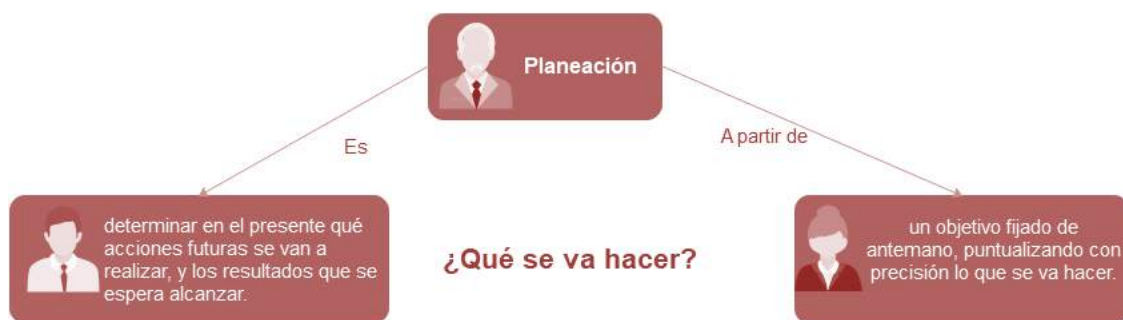 Planeación
Es
A partir de
determinar en el presente qué
acciones futuras se van a
realizar, y los resultados que se
espera alcanzar.
¿Qué se va hacer?
un objetivo fijado de
antemano, puntualizando con
precisión lo que se va hacer.